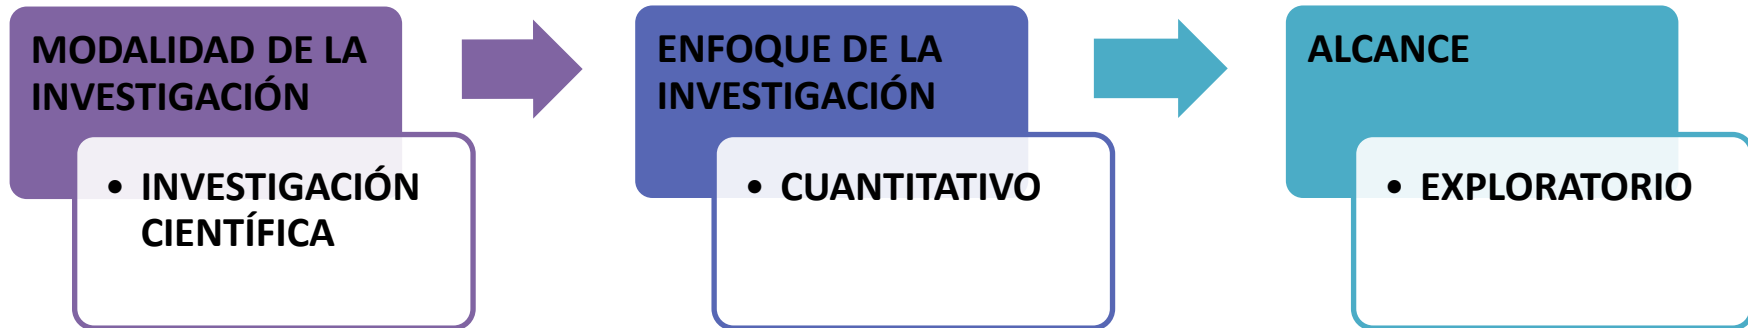 MODALIDAD DE LA
INVESTIGACIÓN
• INVESTIGACIÓN
CIENTÍFICA
ENFOQUE DE LA
INVESTIGACIÓN
• CUANTITATIVO
ALCANCE
• EXPLORATORIO